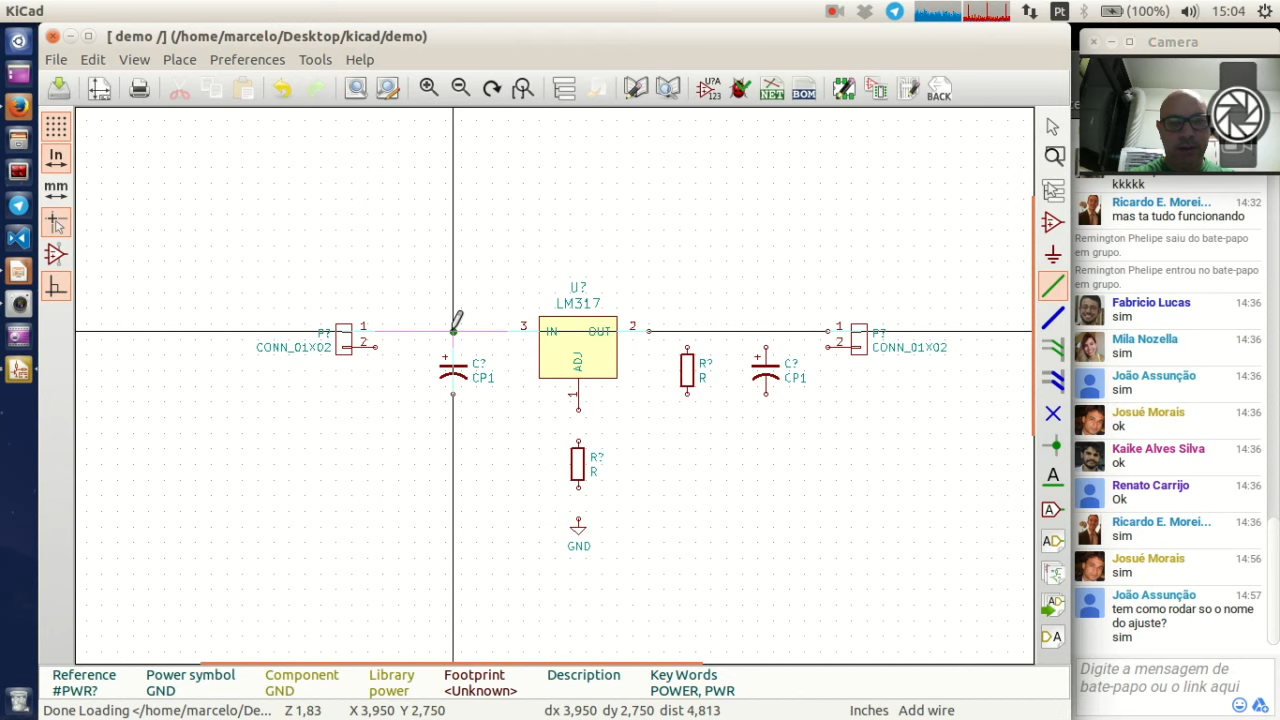 KiCad
Pt
(100%)
15:04
[ demo /] (/home/marcelo/Desktop/kicad/demo)
Camera
File Edit View Place Preferences Tools Help
U?A
123
NET
BOM
BACK
In
mm
U?
LM317
P?
1
2
CONN_01X02
3
IN
OUT
2
ADJ
1
+
C?
CP1
R?
R
+
C?
CP1
1
2
P?
CONN_01X02
R?
R
GND
A
A
AD
AD
DA
kkkkk
Ricardo E. Morei... 14:32
mas ta tudo funcionando
Remington Phelipe saiu do bate-papo
em grupo.
Remington Phelipe entrou no bate-papo
em grupo.
Fabricio Lucas 14:36
sim
Mila Nozella 14:36
sim
João Assunção 14:36
sim
Josué Morais 14:36
ok
Kaike Alves Silva 14:36
ok
Renato Carrijo 14:36
Ok
Ricardo E. Morei... 14:36
sim
Josué Morais 14:56
sim
João Assunção 14:57
tem como rodar so o nome
do ajuste?
sim
Digite a mensagem de
bate-papo ou o link aqui
Reference Power symbol Component Library Footprint Description Key Words
#PWR? GND GND power <Unknown> POWER, PWR
Done Loading </home/marcelo/De... Z 1,83 X 3,950 Y 2,750 dx 3,950 dy 2,750 dist 4,813 Inches Add wire